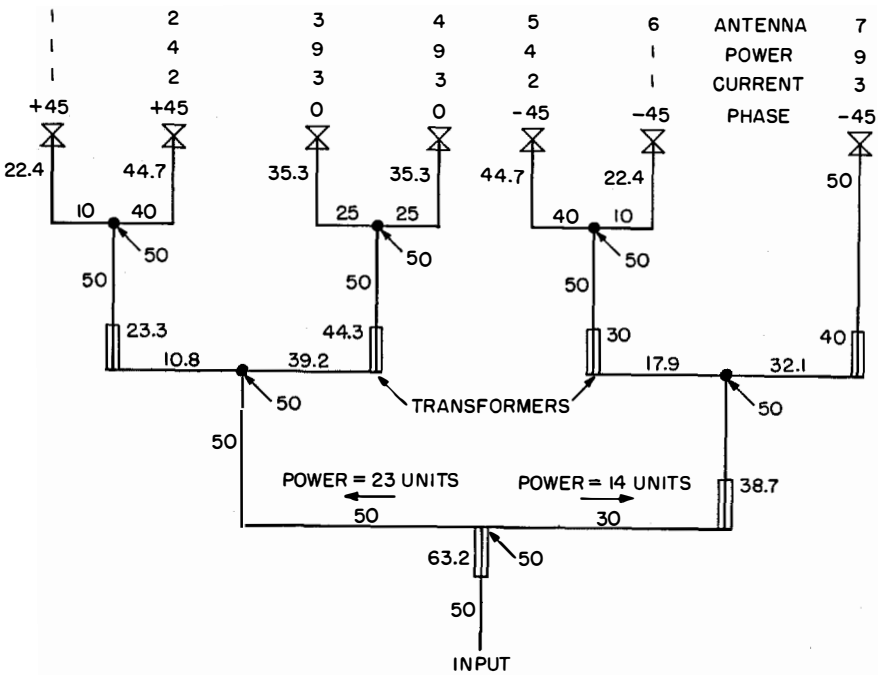 1 2 3 4 5 6 ANTENNA 7
1 4 9 9 4 1 POWER 9
1 2 3 3 2 1 CURRENT 3
+45 +45 0 0 -45 -45 PHASE -45
22.4 44.7 35.3 35.3 44.7 22.4 50
10 40 25 25 40 10
50 50 50
50 50 50
23.3 44.3 30 40
10.8 39.2 17.9 32.1
50 TRANSFORMERS 50
50
POWER = 23 UNITS POWER = 14 UNITS 38.7
50 30
63.2 50
50
INPUT